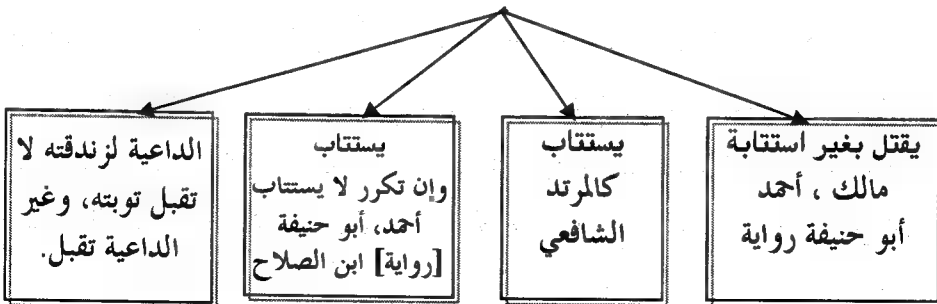 يقتل بغير استتابة
مالك ، أحمد
أبو حنيفة رواية
يستتاب
كالمرتد
الشافعي
يستتاب
وإن تكرر لا يستتاب
أحمد، أبو حنيفة
[رواية] ابن الصلاح
الداعية لزندقته لا
تقبل توبته، وغير
الداعية تقبل.